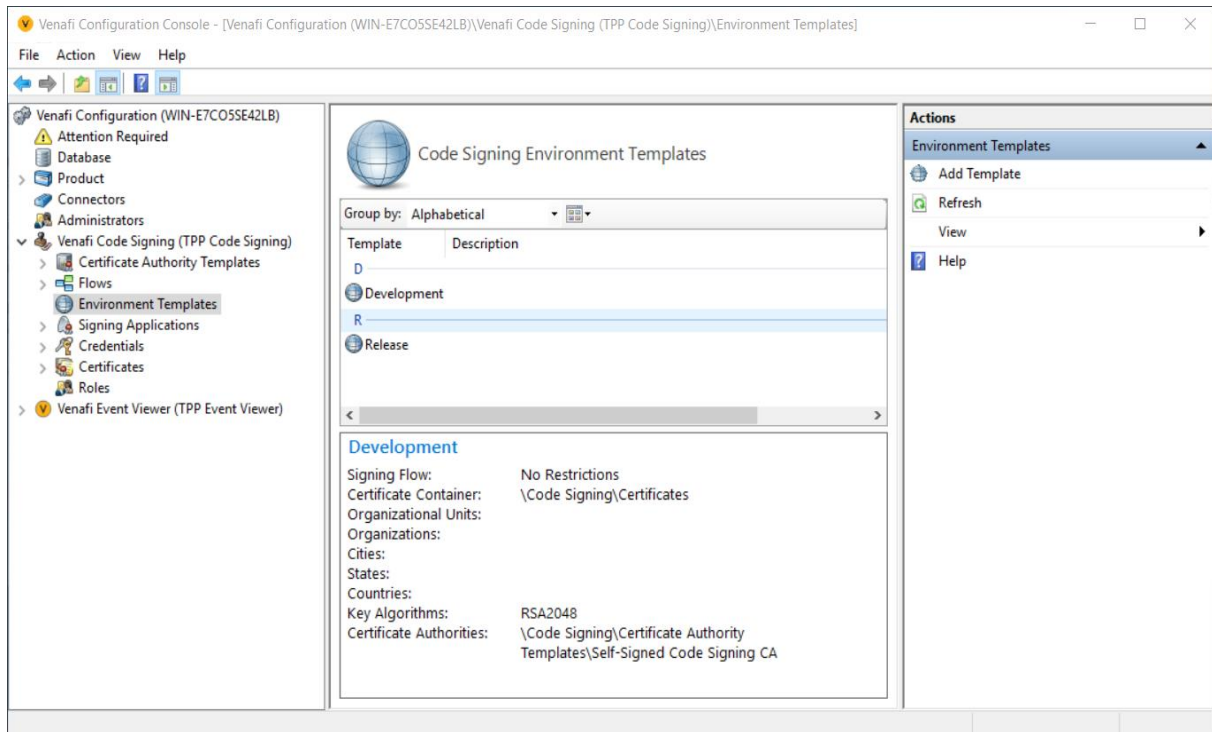 Venafi Configuration Console - [Venafi Configuration (WIN-E7CO5SE42LB)\Venafi Code Signing (TPP Code Signing)\Environment Templates]
File Action View Help
Venafi Configuration (WIN-E7CO5SE42LB)
Attention Required
Database
Product
Connectors
Administrators
Venafi Code Signing (TPP Code Signing)
Certificate Authority Templates
Flows
Environment Templates
Signing Applications
Credentials
Certificates
Roles
Venafi Event Viewer (TPP Event Viewer)
Code Signing Environment Templates
Group by: Alphabetical
Template Description
D
Development
R
Release
Development
Signing Flow: No Restrictions
Certificate Container: \Code Signing\Certificates
Organizational Units:
Organizations:
Cities:
States:
Countries:
Key Algorithms: RSA2048
Certificate Authorities: \Code Signing\Certificate Authority
Templates\Self-Signed Code Signing CA
Actions
Environment Templates
Add Template
Refresh
View
Help